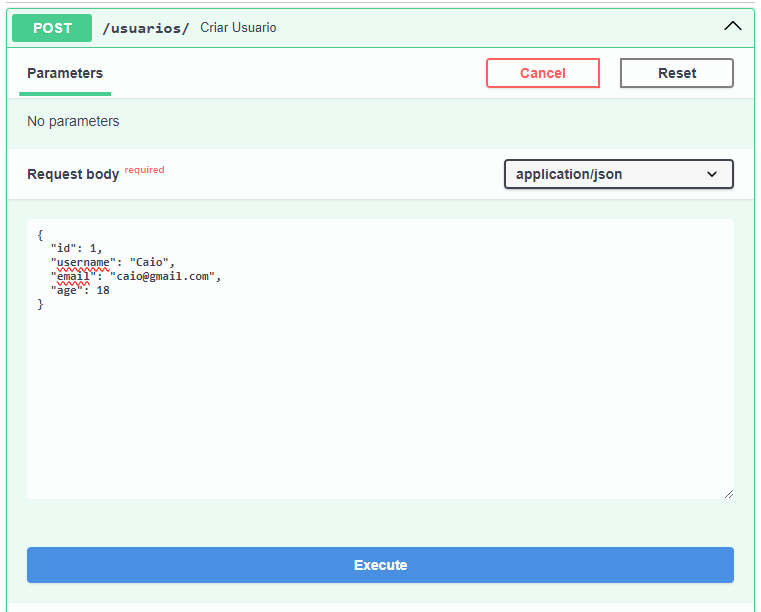 POST /usuarios/ Criar Usuario
Parameters Cancel Reset
No parameters
Request body required application/json
{
  "id": 1,
  "username": "Caio",
  "email": "caio@gmail.com",
  "age": 18
}
Execute